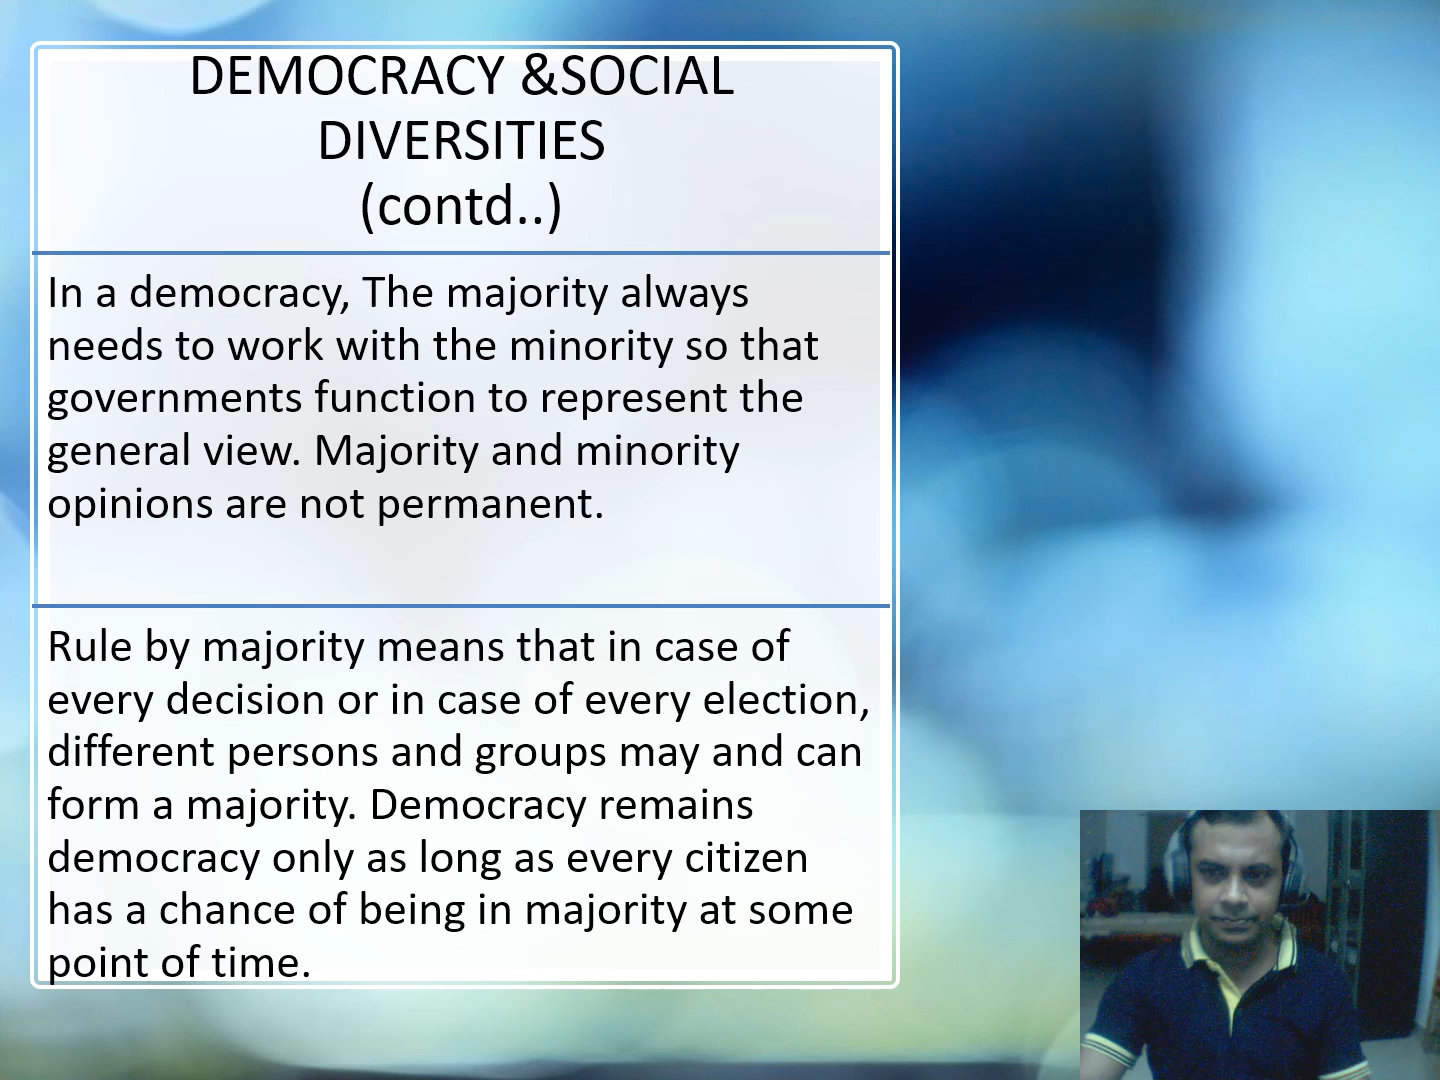 DEMOCRACY &SOCIAL
DIVERSITIES
(contd..)
In a democracy, The majority always
needs to work with the minority so that
governments function to represent the
general view. Majority and minority
opinions are not permanent.
Rule by majority means that in case of
every decision or in case of every election,
different persons and groups may and can
form a majority. Democracy remains
democracy only as long as every citizen
has a chance of being in majority at some
point of time.